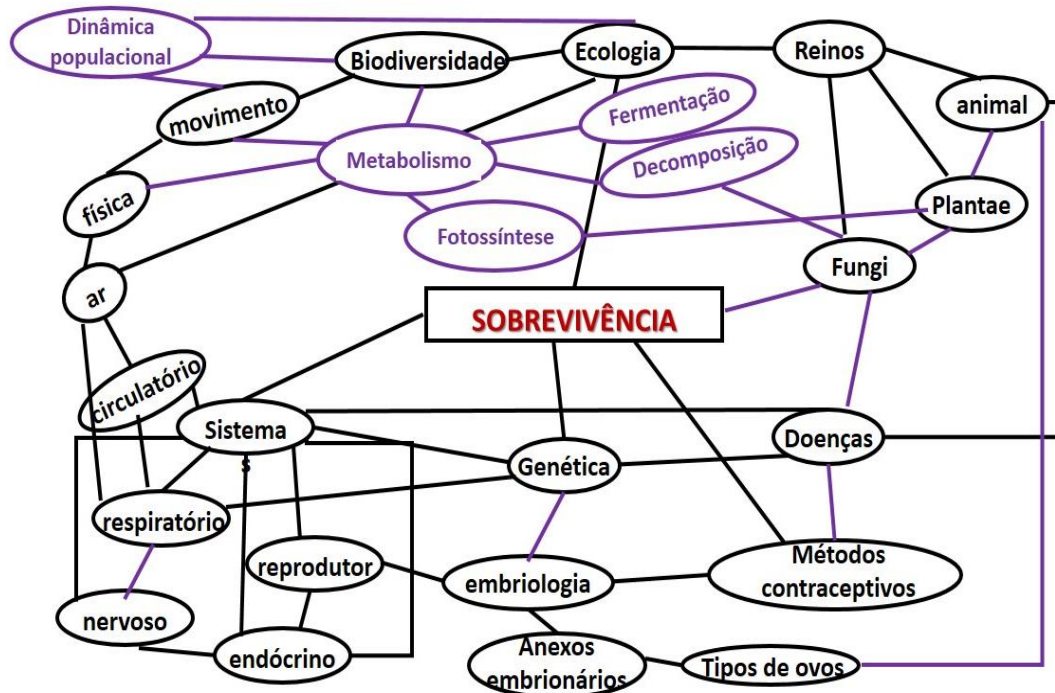 Dinâmica
populacional
Biodiversidade
Ecologia
Reinos
animal
movimento
Fermentação
Metabolismo
Decomposição
física
Fotossíntese
Plantae
Fungi
ar
SOBREVIVÊNCIA
circulatório
Sistema
s
Doenças
Genética
respiratório
reprodutor
embriologia
Métodos
contraceptivos
nervoso
endócrino
Anexos
embrionários
Tipos de ovos